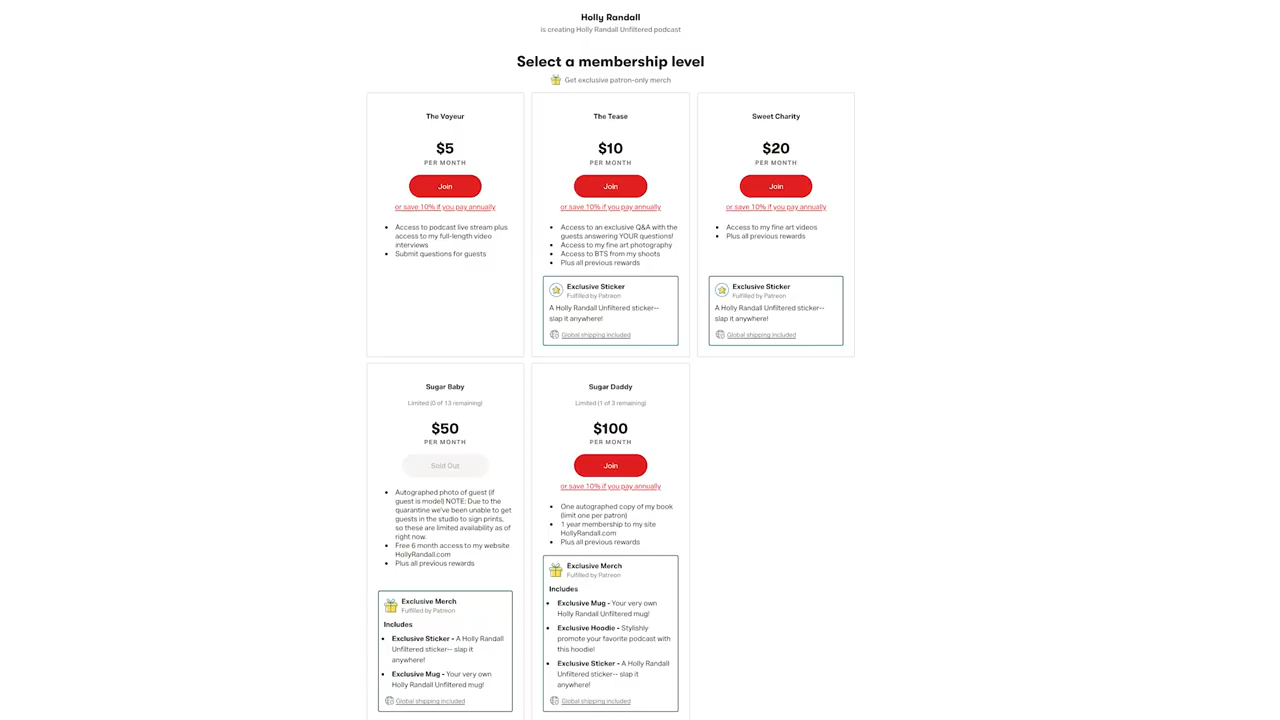 Holly Randall
is creating Holly Randall Unfiltered podcast
Select a membership level
Get exclusive patron-only merch
The Voyeur
$5
PER MONTH
Join
or save 10% if you pay annually
Access to podcast live stream plus
access to my full-length video
interviews
Submit questions for guests
The Tease
$10
PER MONTH
Join
or save 10% if you pay annually
Access to an exclusive Q&A with the
guests answering YOUR questions!
Access to my fine art photography
Access to BTS from my shoots
Plus all previous rewards
Exclusive Sticker
Fulfilled by Patreon
A Holly Randall Unfiltered sticker--
slap it anywhere!
Global shipping included
Sweet Charity
$20
PER MONTH
Join
or save 10% if you pay annually
Access to my fine art videos
Plus all previous rewards
Exclusive Sticker
Fulfilled by Patreon
A Holly Randall Unfiltered sticker--
slap it anywhere!
Global shipping included
Sugar Baby
Limited (0 of 13 remaining)
$50
PER MONTH
Sold Out
Autographed photo of guest (if
guest is model) NOTE: Due to the
quarantine we've been unable to get
guests in the studio to sign prints,
so these are limited availability as of
right now.
Free 6 month access to my website
HollyRandall.com
Plus all previous rewards
Exclusive Merch
Fulfilled by Patreon
Includes
Exclusive Sticker - A Holly Randall
Unfiltered sticker-- slap it
anywhere!
Exclusive Mug - Your very own
Holly Randall Unfiltered mug!
Global shipping included
Sugar Daddy
Limited (1 of 3 remaining)
$100
PER MONTH
Join
or save 10% if you pay annually
One autographed copy of my book
(limit one per patron)
1 year membership to my site
HollyRandall.com
Plus all previous rewards
Exclusive Merch
Fulfilled by Patreon
Includes
Exclusive Mug - Your very own
Holly Randall Unfiltered mug!
Exclusive Hoodie - Stylishly
promote your favorite podcast with
this hoodie!
Exclusive Sticker - A Holly Randall
Unfiltered sticker-- slap it
anywhere!
Global shipping included